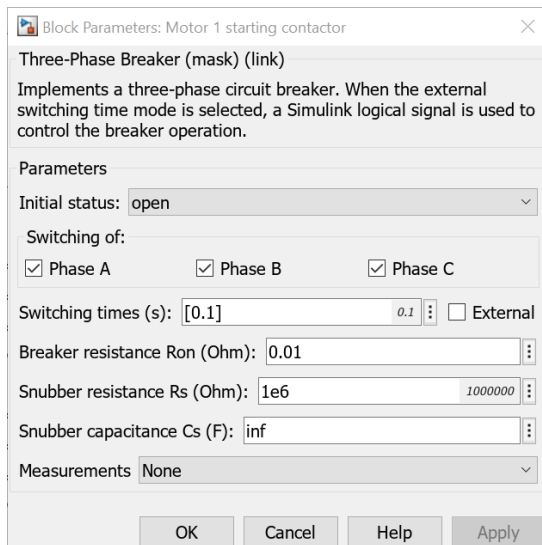 Block Parameters: Motor 1 starting contactor
Three-Phase Breaker (mask) (link)
Implements a three-phase circuit breaker. When the external
switching time mode is selected, a Simulink logical signal is used to
control the breaker operation.
Parameters
Initial status: open
Switching of:
Phase A Phase B Phase C
Switching times (s): [0.1] 0.1 External
Breaker resistance Ron (Ohm): 0.01
Snubber resistance Rs (Ohm): 1e6 1000000
Snubber capacitance Cs (F): inf
Measurements None
OK Cancel Help Apply